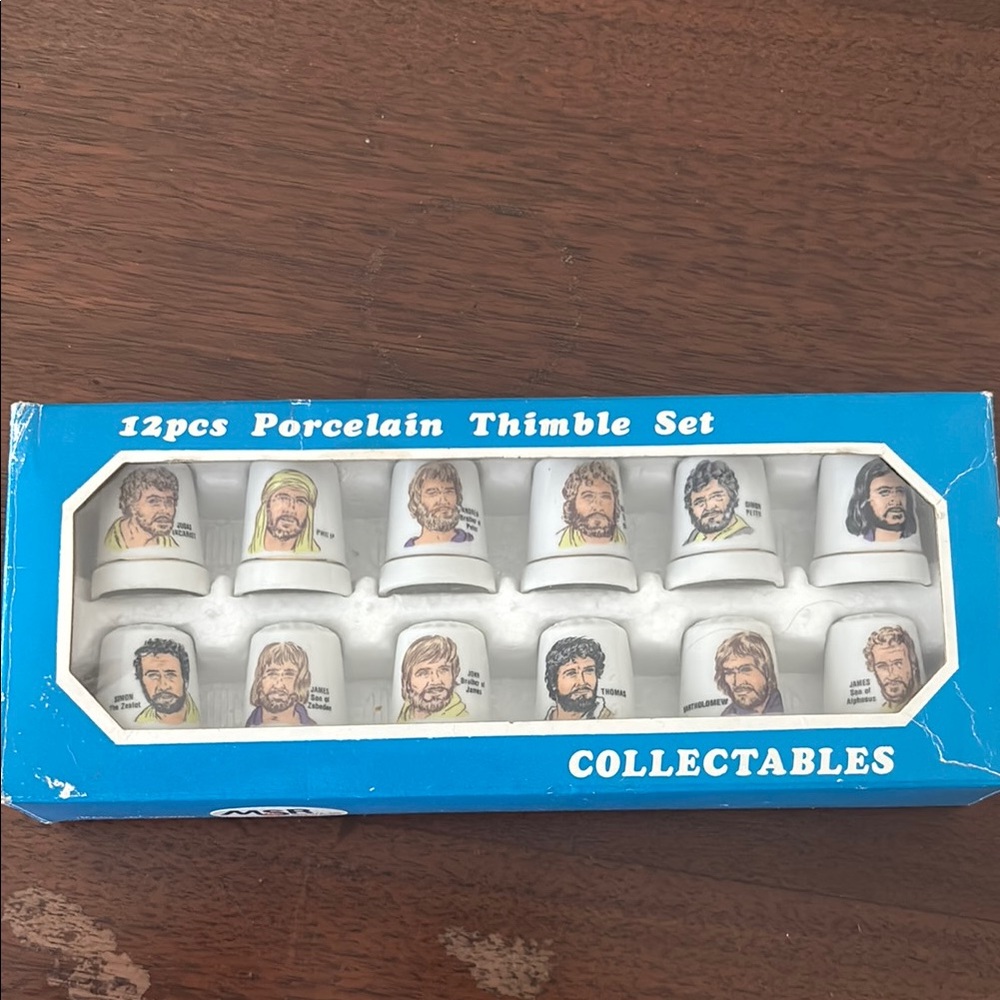 12pcs Porcelain Thimble Set
JUDAS
ISCARIOT
PHILIP
ANDREW
Brother of
Peter
SIMON
PETER
SIMON
The Zealot
JAMES
Son of
Zebedee
JOHN
Brother of
James
THOMAS
BARTHOLOMEW
JAMES
Son of
Alphaeus
COLLECTABLES
MSR